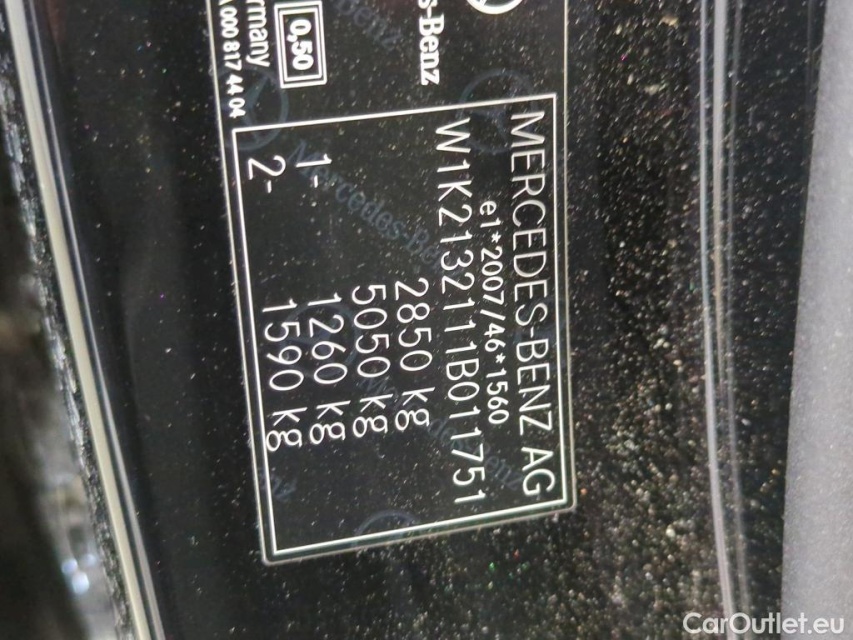 s-Benz
0,50
rmany
A 000 817 44 04
MERCEDES-BENZ AG
e1*2007/46*1560
W1K2132111B011751
2850 kg
5050 kg
1- 1260 kg
2- 1590 kg
CarOutlet.eu